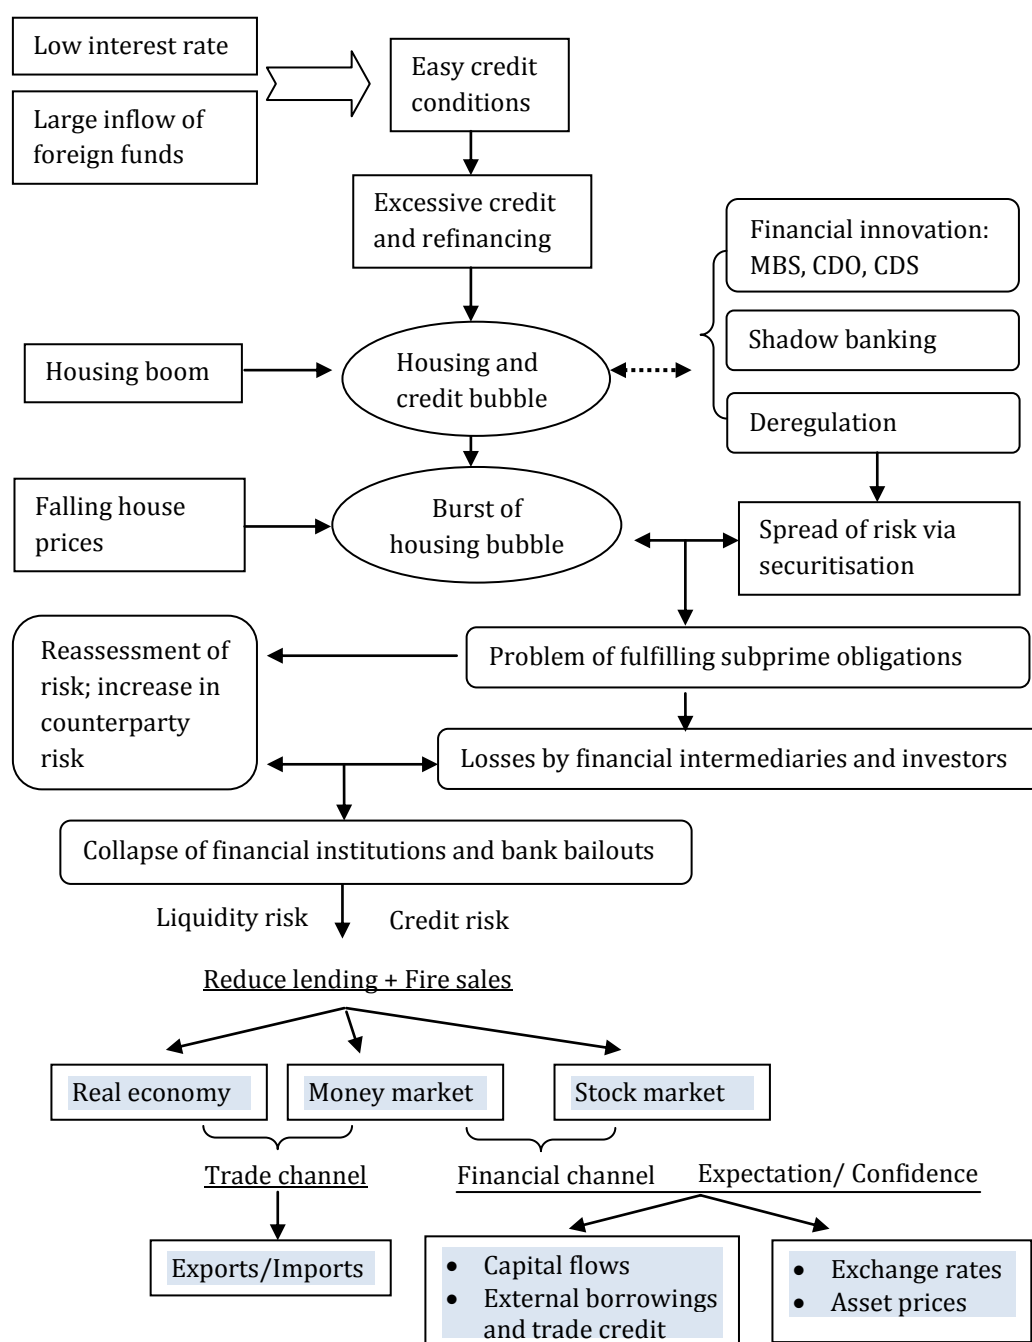 Low interest rate
Large inflow of
foreign funds
Easy credit
conditions
Excessive credit
and refinancing
Financial innovation:
MBS, CDO, CDS
Shadow banking
Deregulation
Housing boom
Housing and
credit bubble
Falling house
prices
Burst of
housing bubble
Spread of risk via
securitisation
Reassessment of
risk; increase in
counterparty
risk
Problem of fulfilling subprime obligations
Losses by financial intermediaries and investors
Collapse of financial institutions and bank bailouts
Liquidity risk
Credit risk
Reduce lending + Fire sales
Real economy
Money market
Stock market
Trade channel
Financial channel
Expectation/ Confidence
Exports/Imports
• Capital flows
• External borrowings
and trade credit
• Exchange rates
• Asset prices